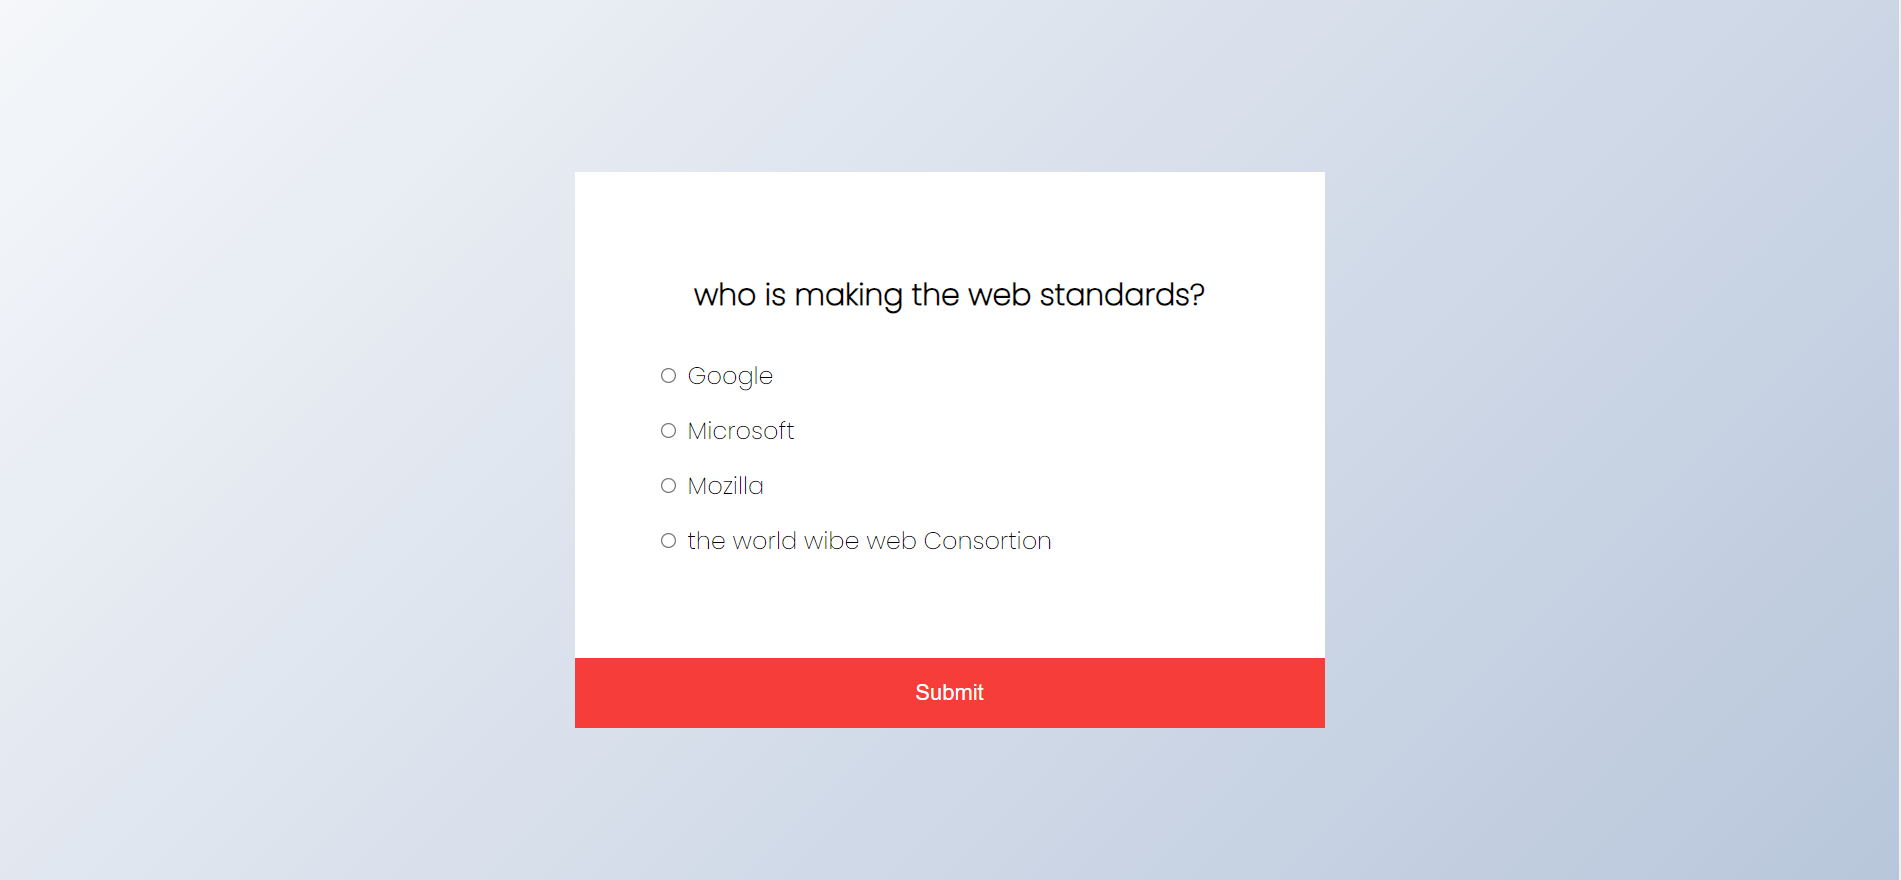 who is making the web standards?
Google
Microsoft
Mozilla
the world wibe web Consortion
Submit